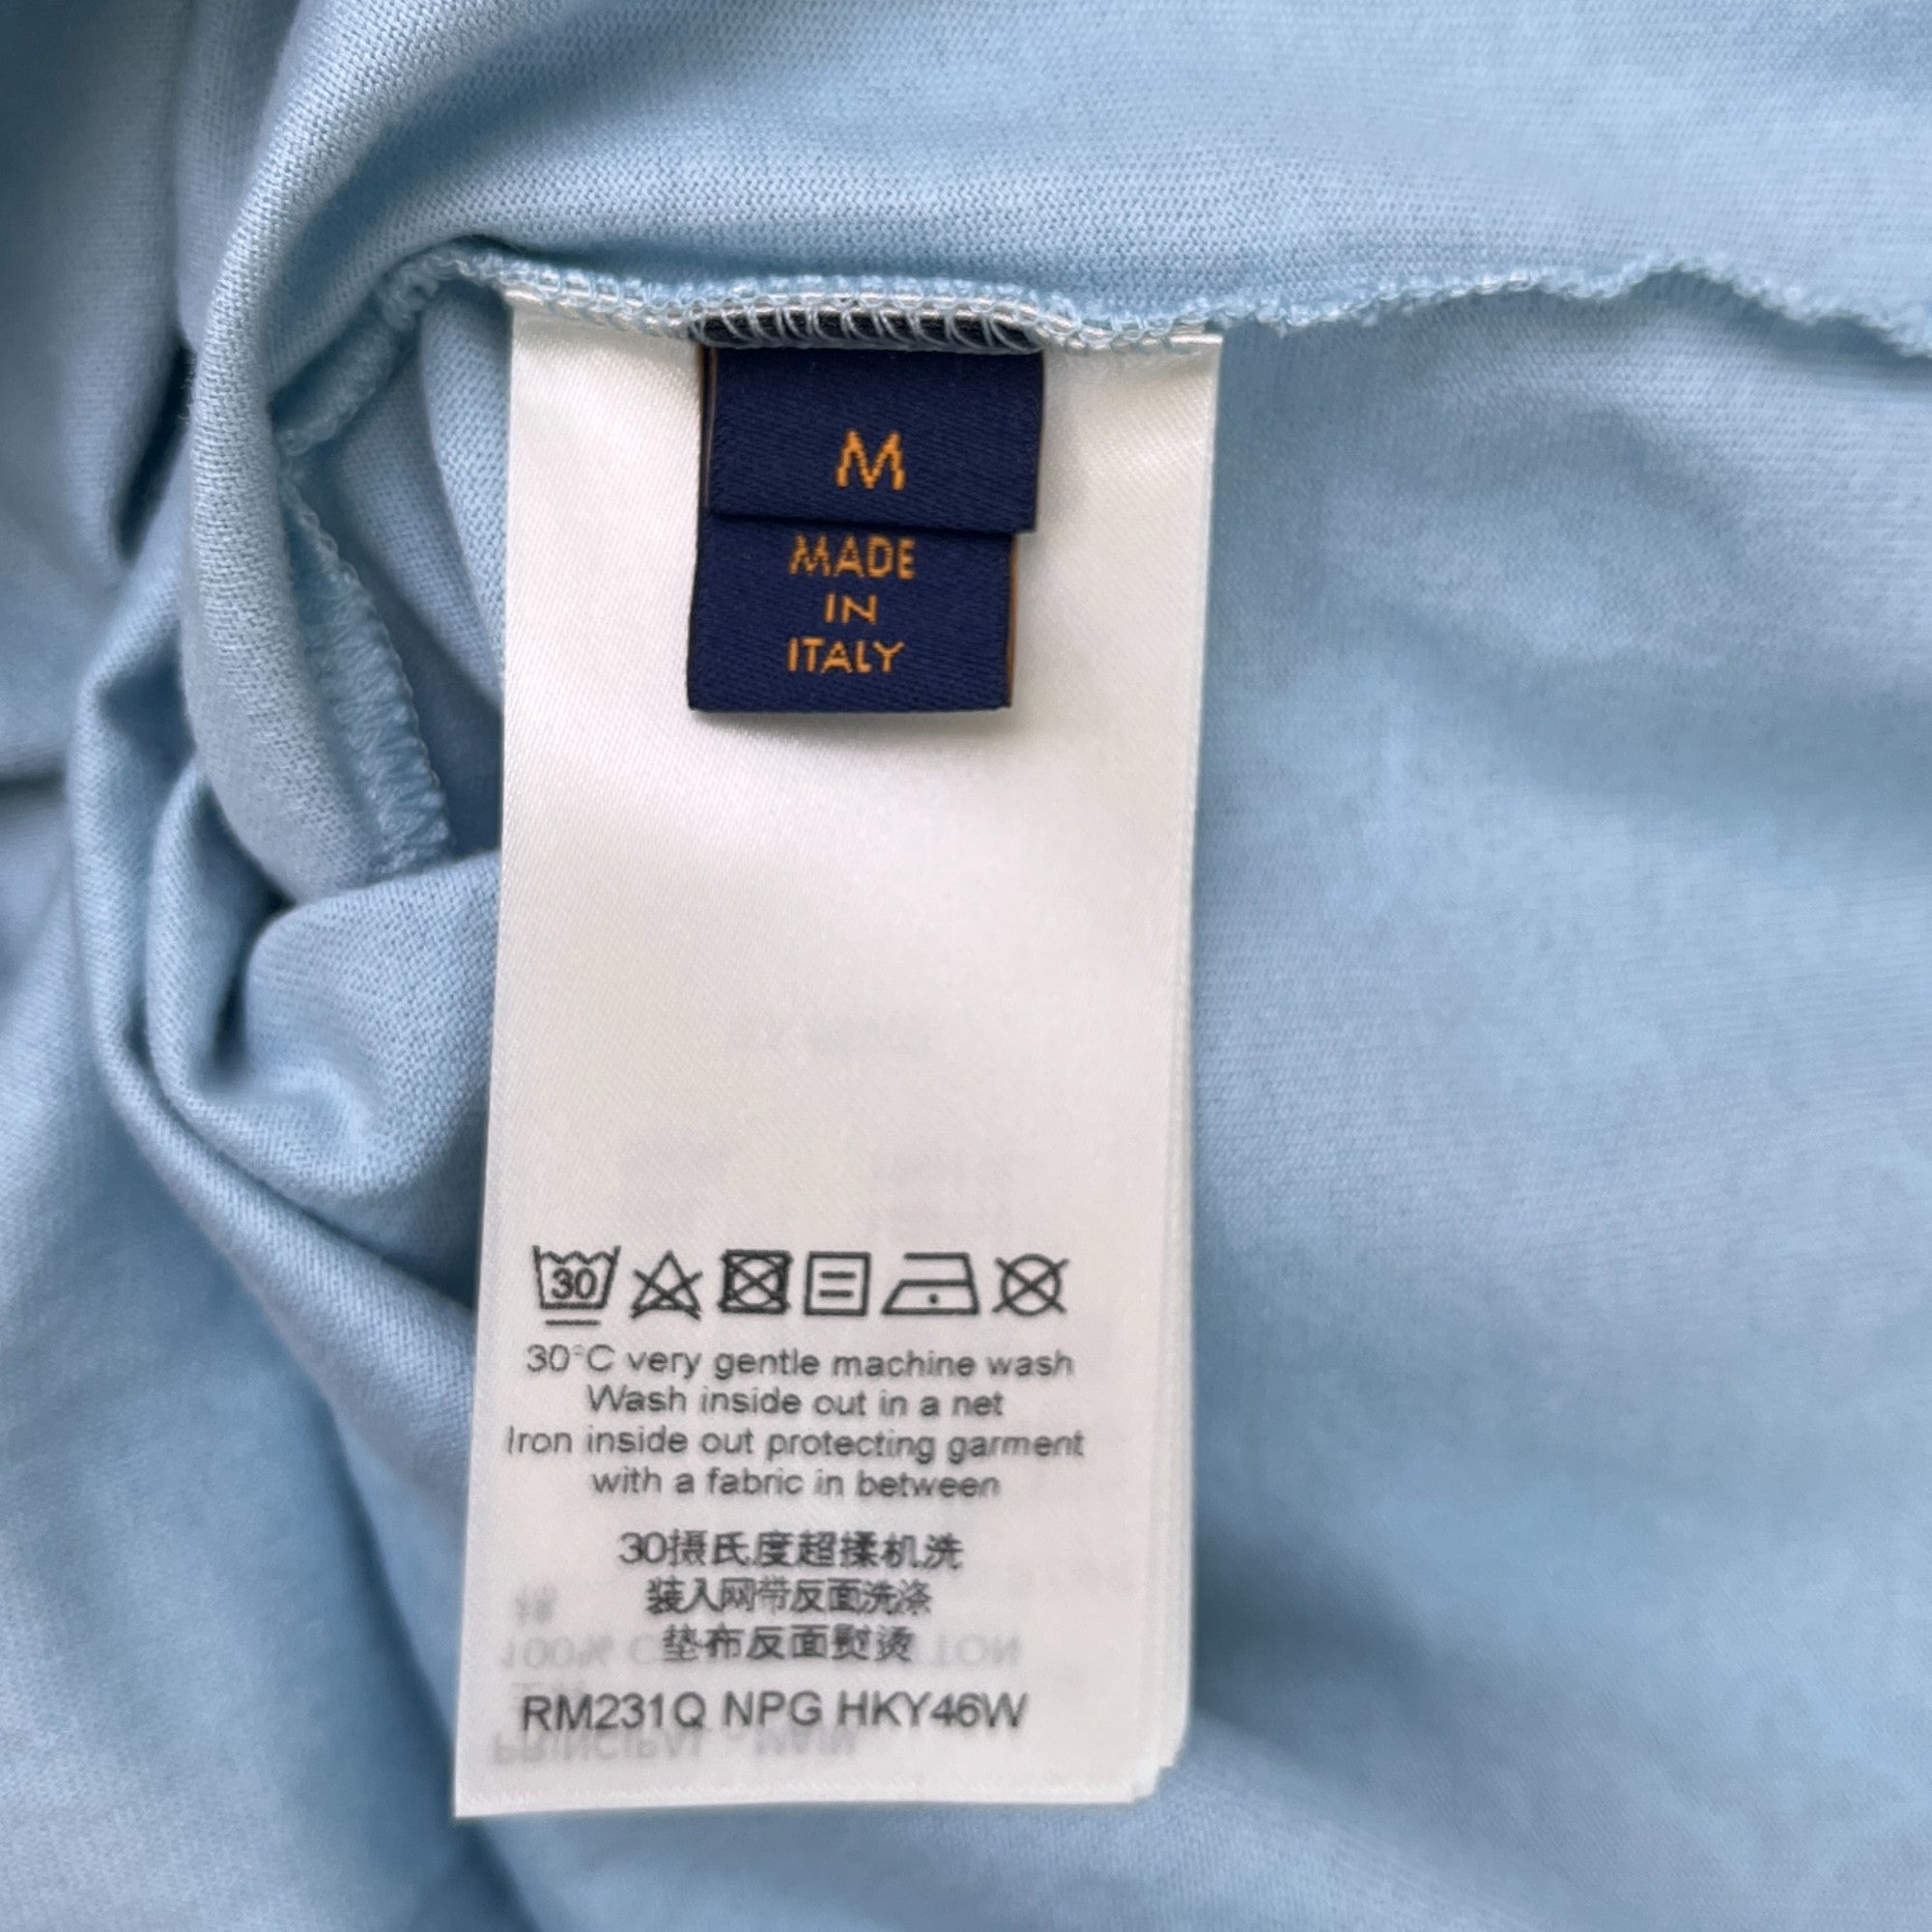 M
MADE
IN
ITALY
30
30°C very gentle machine wash
Wash inside out in a net
Iron inside out protecting garment
with a fabric in between
30摄氏度超揉机洗
装入网带反面洗涤
垫布反面熨烫
RM231Q NPG HKY46W